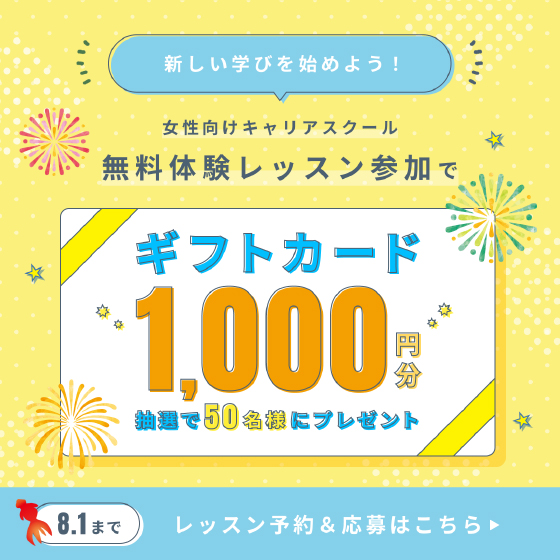 新しい学びを始めよう！
女性向けキャリアスクール
無料体験レッスン参加で
ギフトカード
1,000円分
抽選で50名様にプレゼント
8.1まで
レッスン予約＆応募はこちら▶